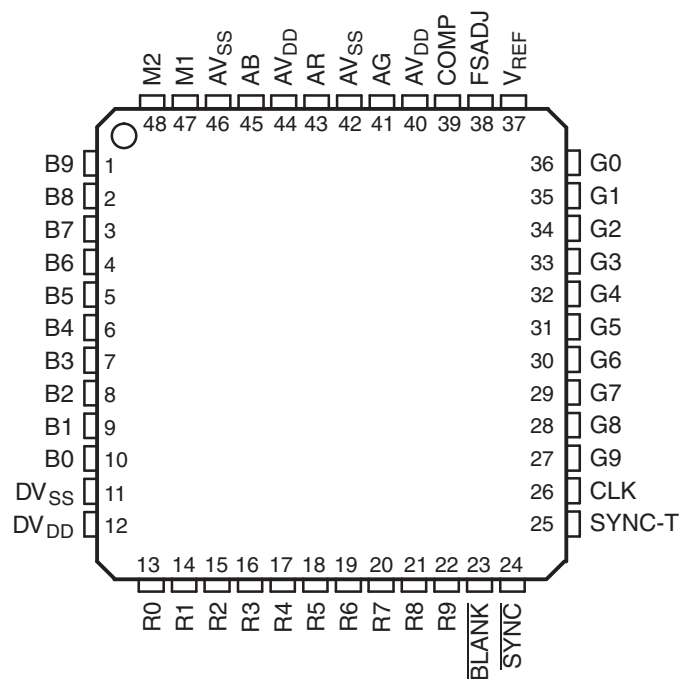 M2 M1 AVSS AB AVDD AR AVSS AG AVDD COMP FSADJ VREF
48 47 46 45 44 43 42 41 40 39 38 37
B9 1 36 G0
B8 2 35 G1
B7 3 34 G2
B6 4 33 G3
B5 5 32 G4
B4 6 31 G5
B3 7 30 G6
B2 8 29 G7
B1 9 28 G8
B0 10 27 G9
DVSS 11 26 CLK
DVDD 12 25 SYNC-T
13 14 15 16 17 18 19 20 21 22 23 24
R0 R1 R2 R3 R4 R5 R6 R7 R8 R9 BLANK SYNC